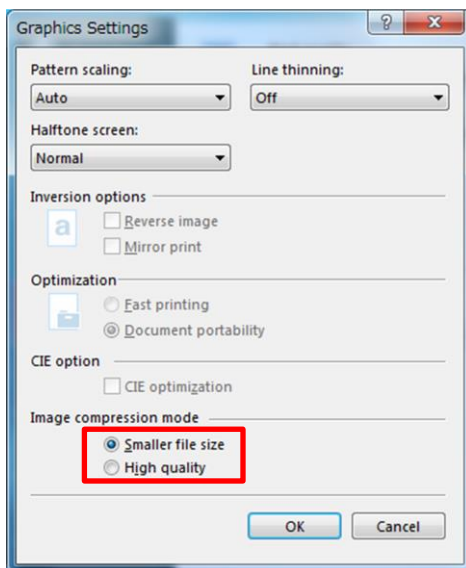 Graphics Settings
Pattern scaling: Line thinning:
Auto Off
Halftone screen:
Normal
Inversion options
a Reverse image
Mirror print
Optimization
Fast printing
Document portability
CIE option
CIE optimization
Image compression mode
Smaller file size
High quality
OK Cancel